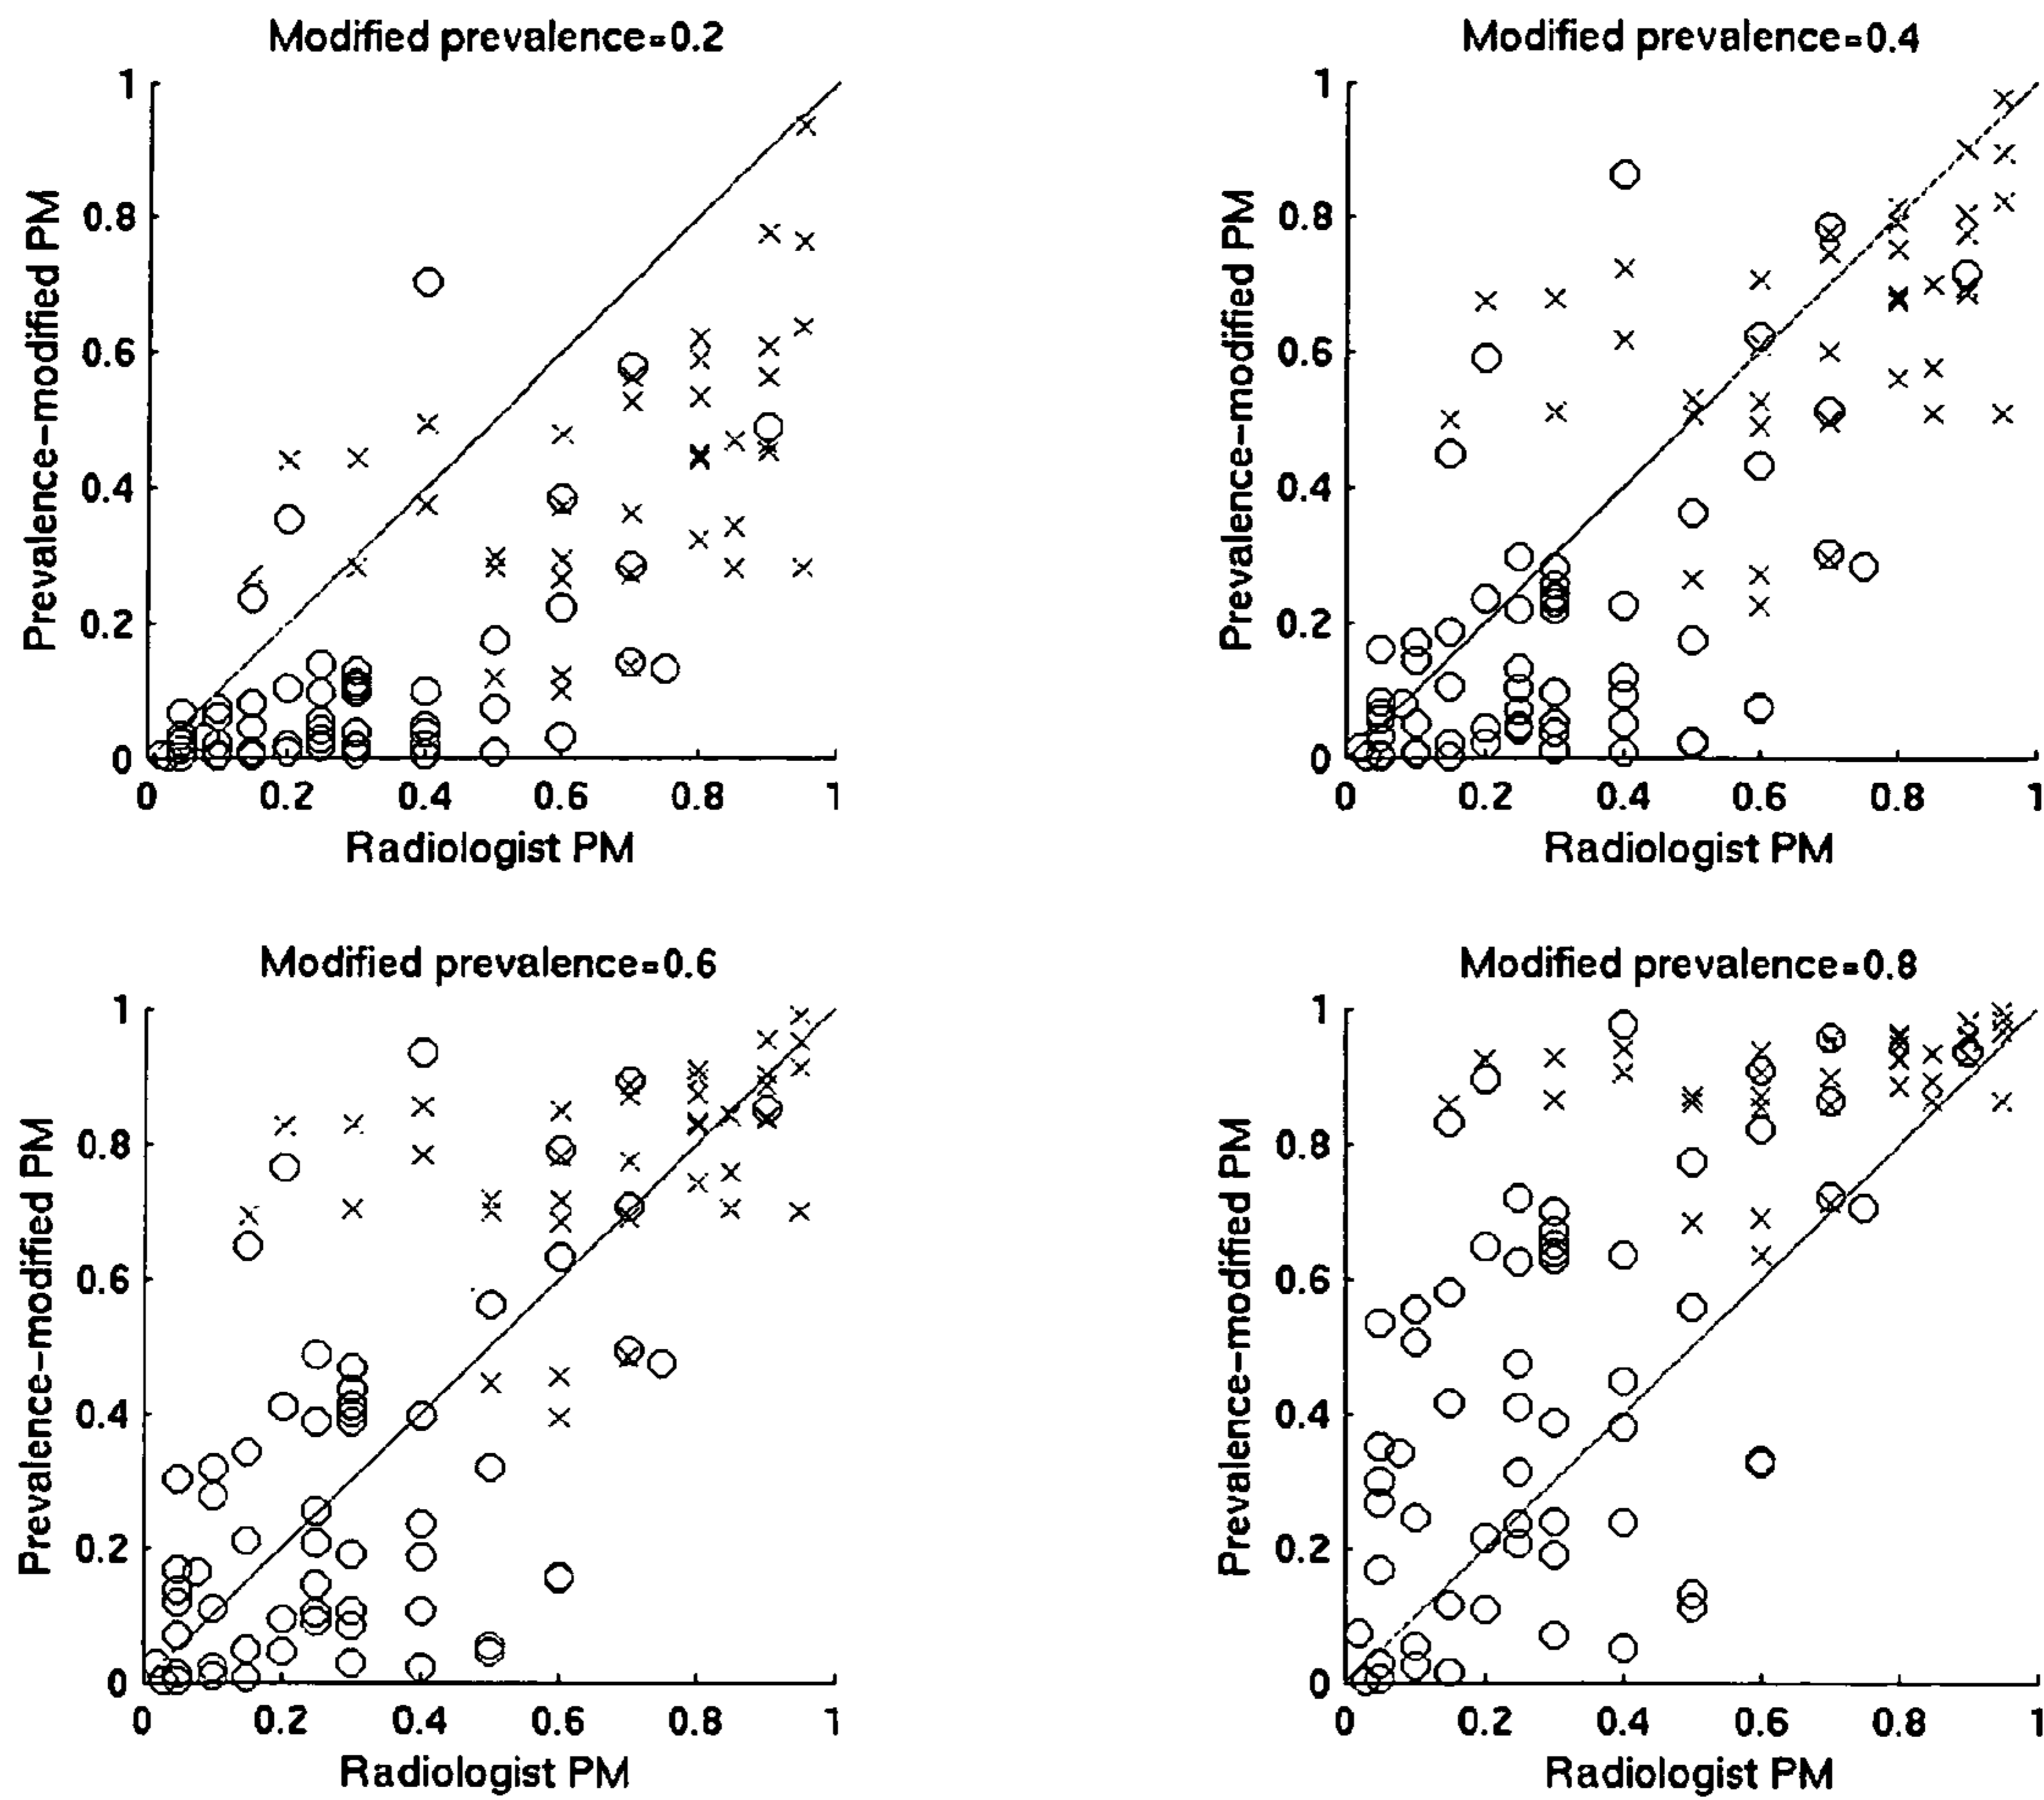 Modified prevalence=0.2
1
0.8
0.6
0.4
0.2
0
Prevalence-modified PM
0 0.2 0.4 0.6 0.8 1
Radiologist PM
Modified prevalence=0.4
1
0.8
0.6
0.4
0.2
0
Prevalence-modified PM
0 0.2 0.4 0.6 0.8 1
Radiologist PM
Modified prevalence=0.6
1
0.8
0.6
0.4
0.2
0
Prevalence-modified PM
0 0.2 0.4 0.6 0.8 1
Radiologist PM
Modified prevalence=0.8
1
0.8
0.6
0.4
0.2
0
Prevalence-modified PM
0 0.2 0.4 0.6 0.8 1
Radiologist PM